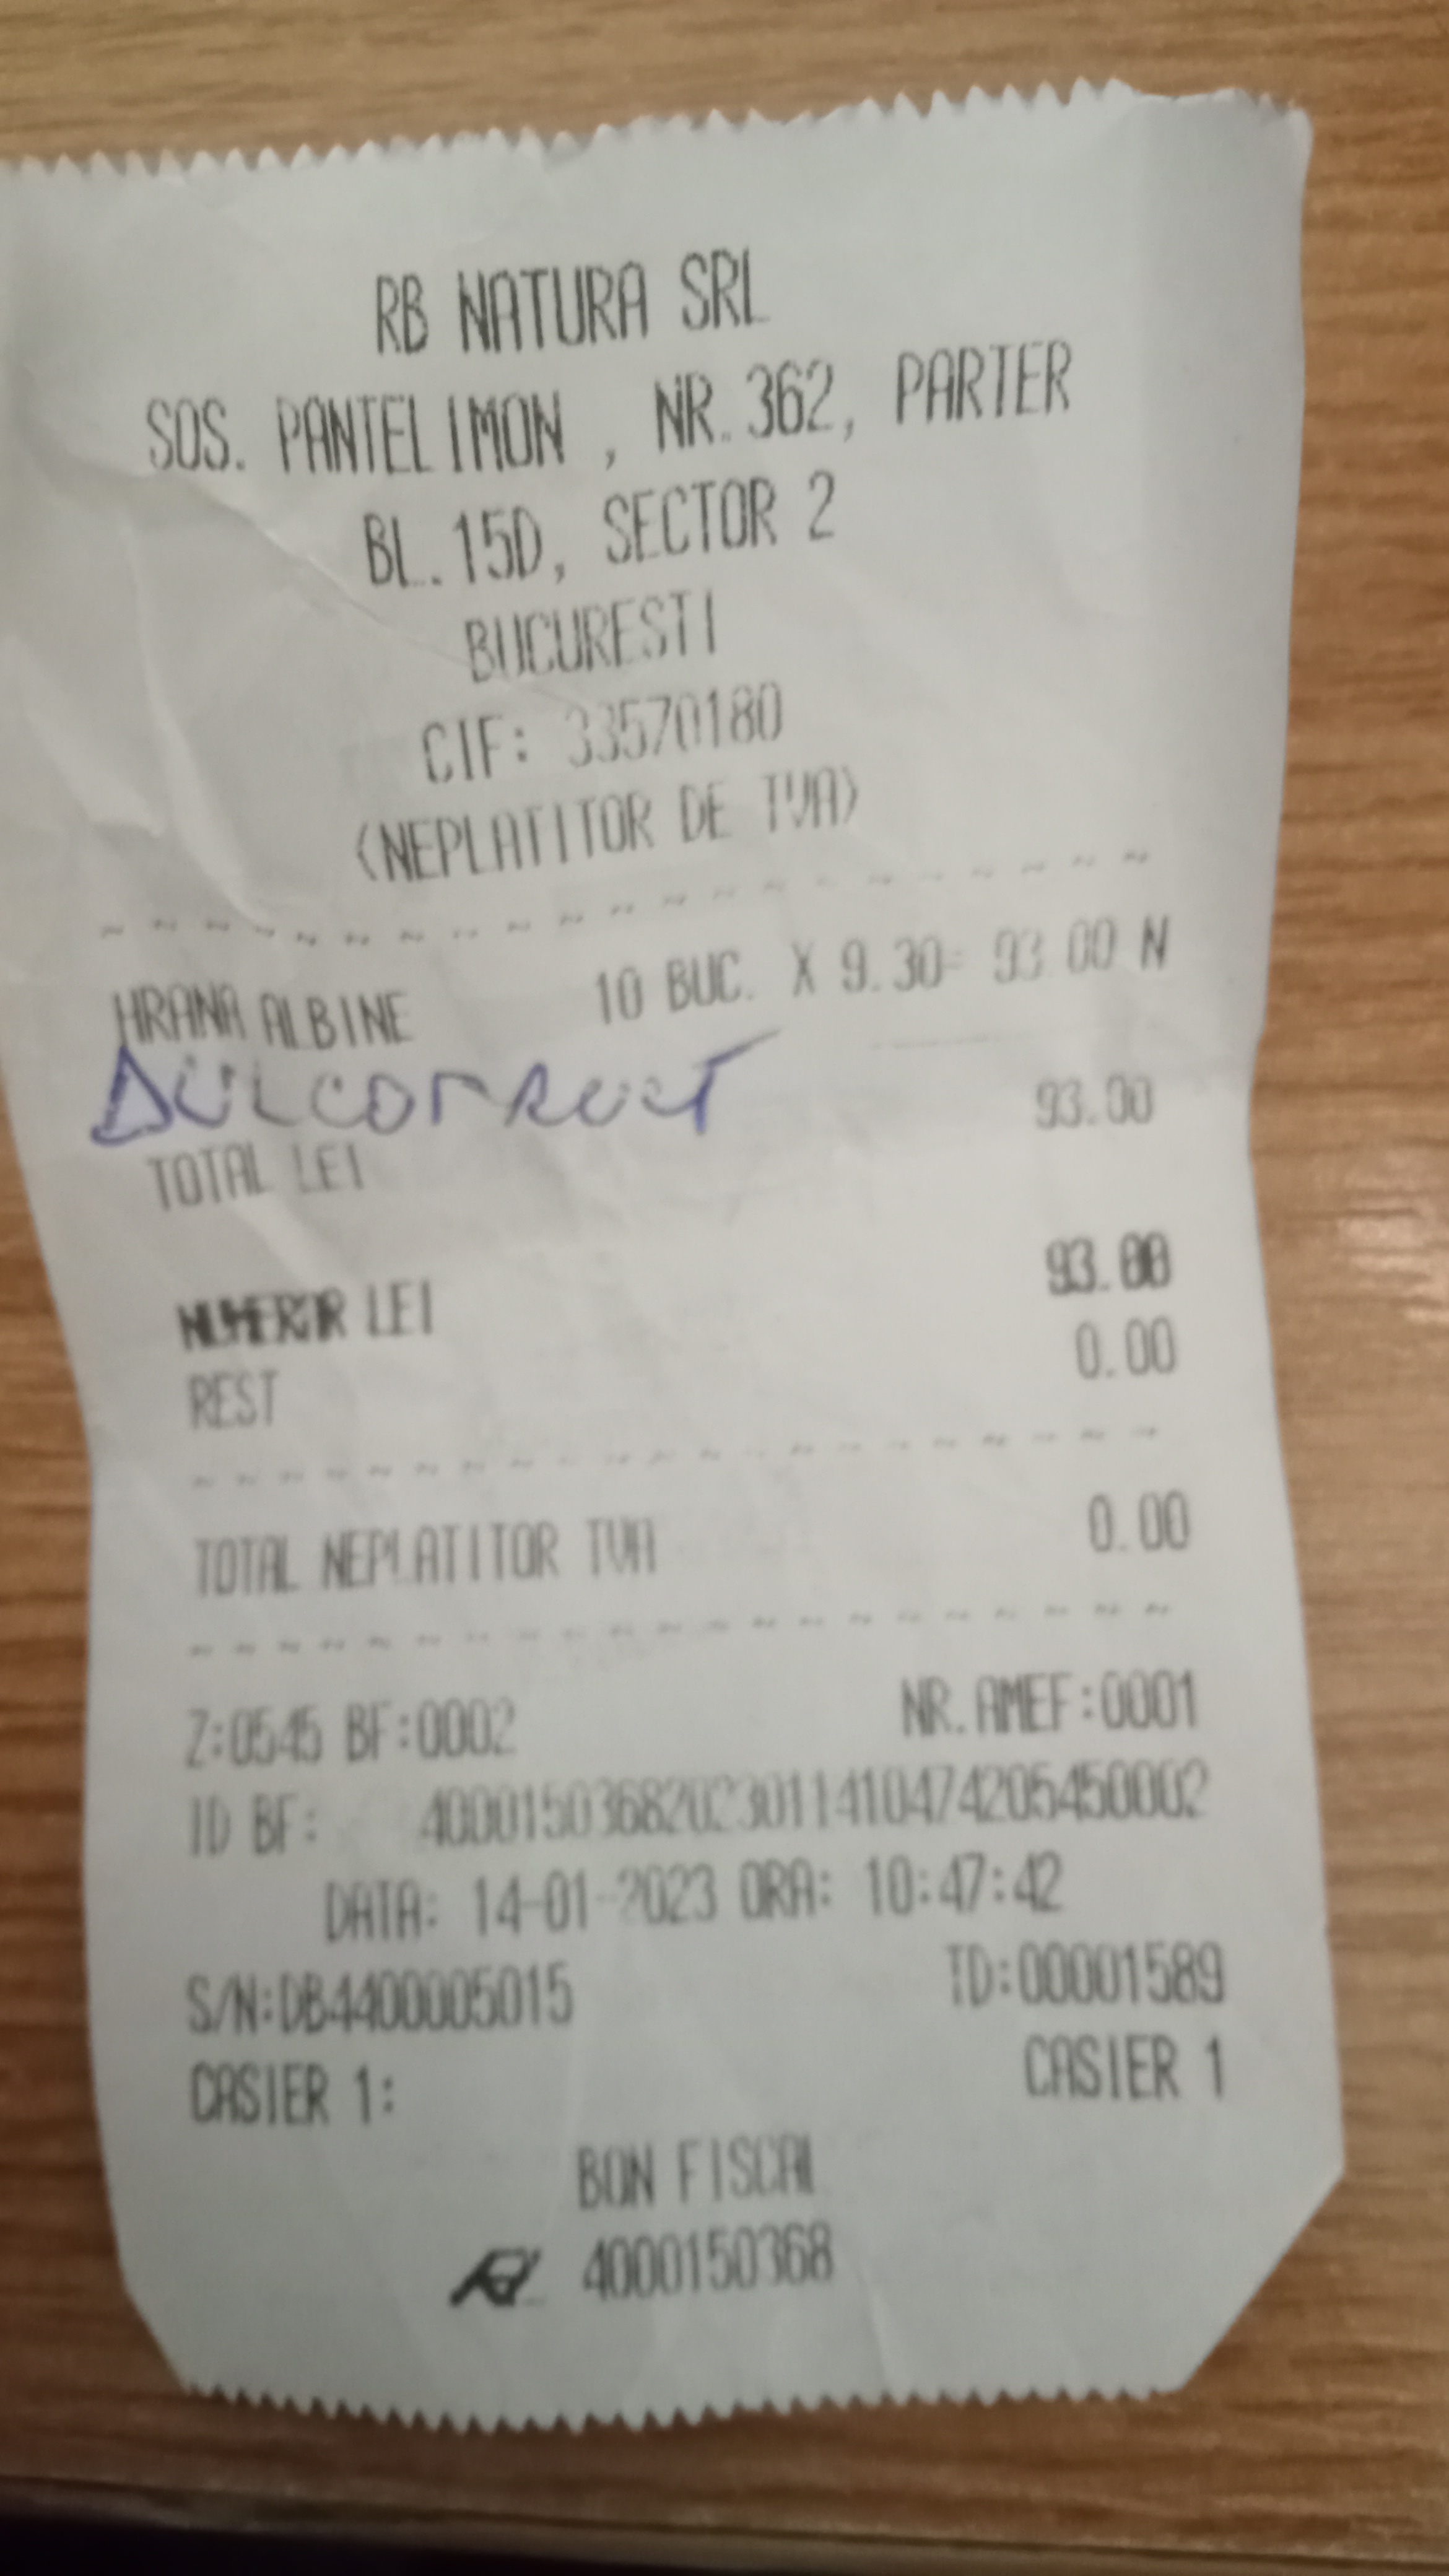 RB NATURA SRL
SOS. PANTELIMON , NR.362, PARTER
BL.15D, SECTOR 2
BUCURESTI
CIF: 33570180
(NEPLATITOR DE TVA)
HRANA ALBINE 10 BUC. X 9.30= 93.00 N
TOTAL LEI 93.00
NUMERAR LEI 93.00
REST 0.00
TOTAL NEPLATITOR TVA 0.00
Z:0545 BF:0002 NR.AMEF:0001
ID BF: 40001503682023011410474205450002
DATA: 14-01-2023 ORA: 10:47:42
S/N:DB4400005015 TD:00001589
CASIER 1: CASIER 1
BON FISCAL
4000150368